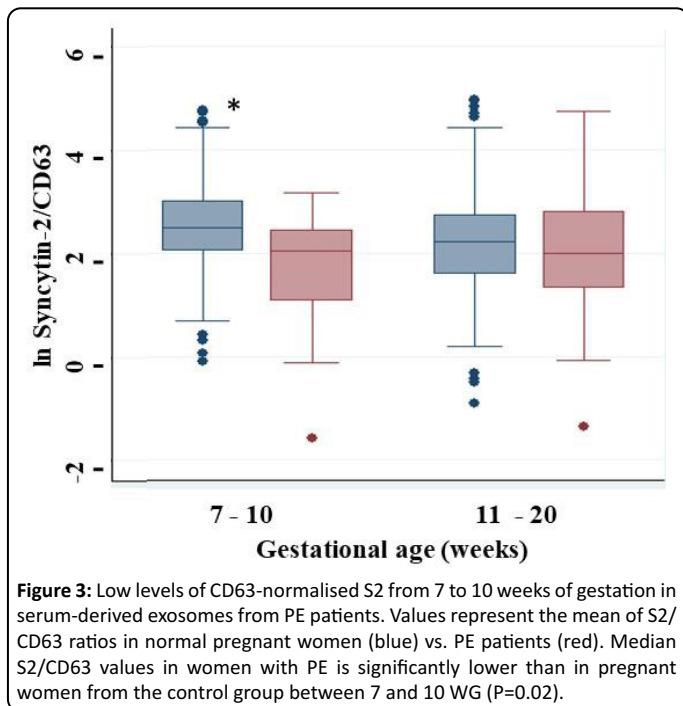 6
*
4
2
0
-2
ln Syncytin-2/CD63
7 - 10
11 - 20
Gestational age (weeks)
Figure 3: Low levels of CD63-normalised S2 from 7 to 10 weeks of gestation in
serum-derived exosomes from PE patients. Values represent the mean of S2/
CD63 ratios in normal pregnant women (blue) vs. PE patients (red). Median
S2/CD63 values in women with PE is significantly lower than in pregnant
women from the control group between 7 and 10 WG (P=0.02).